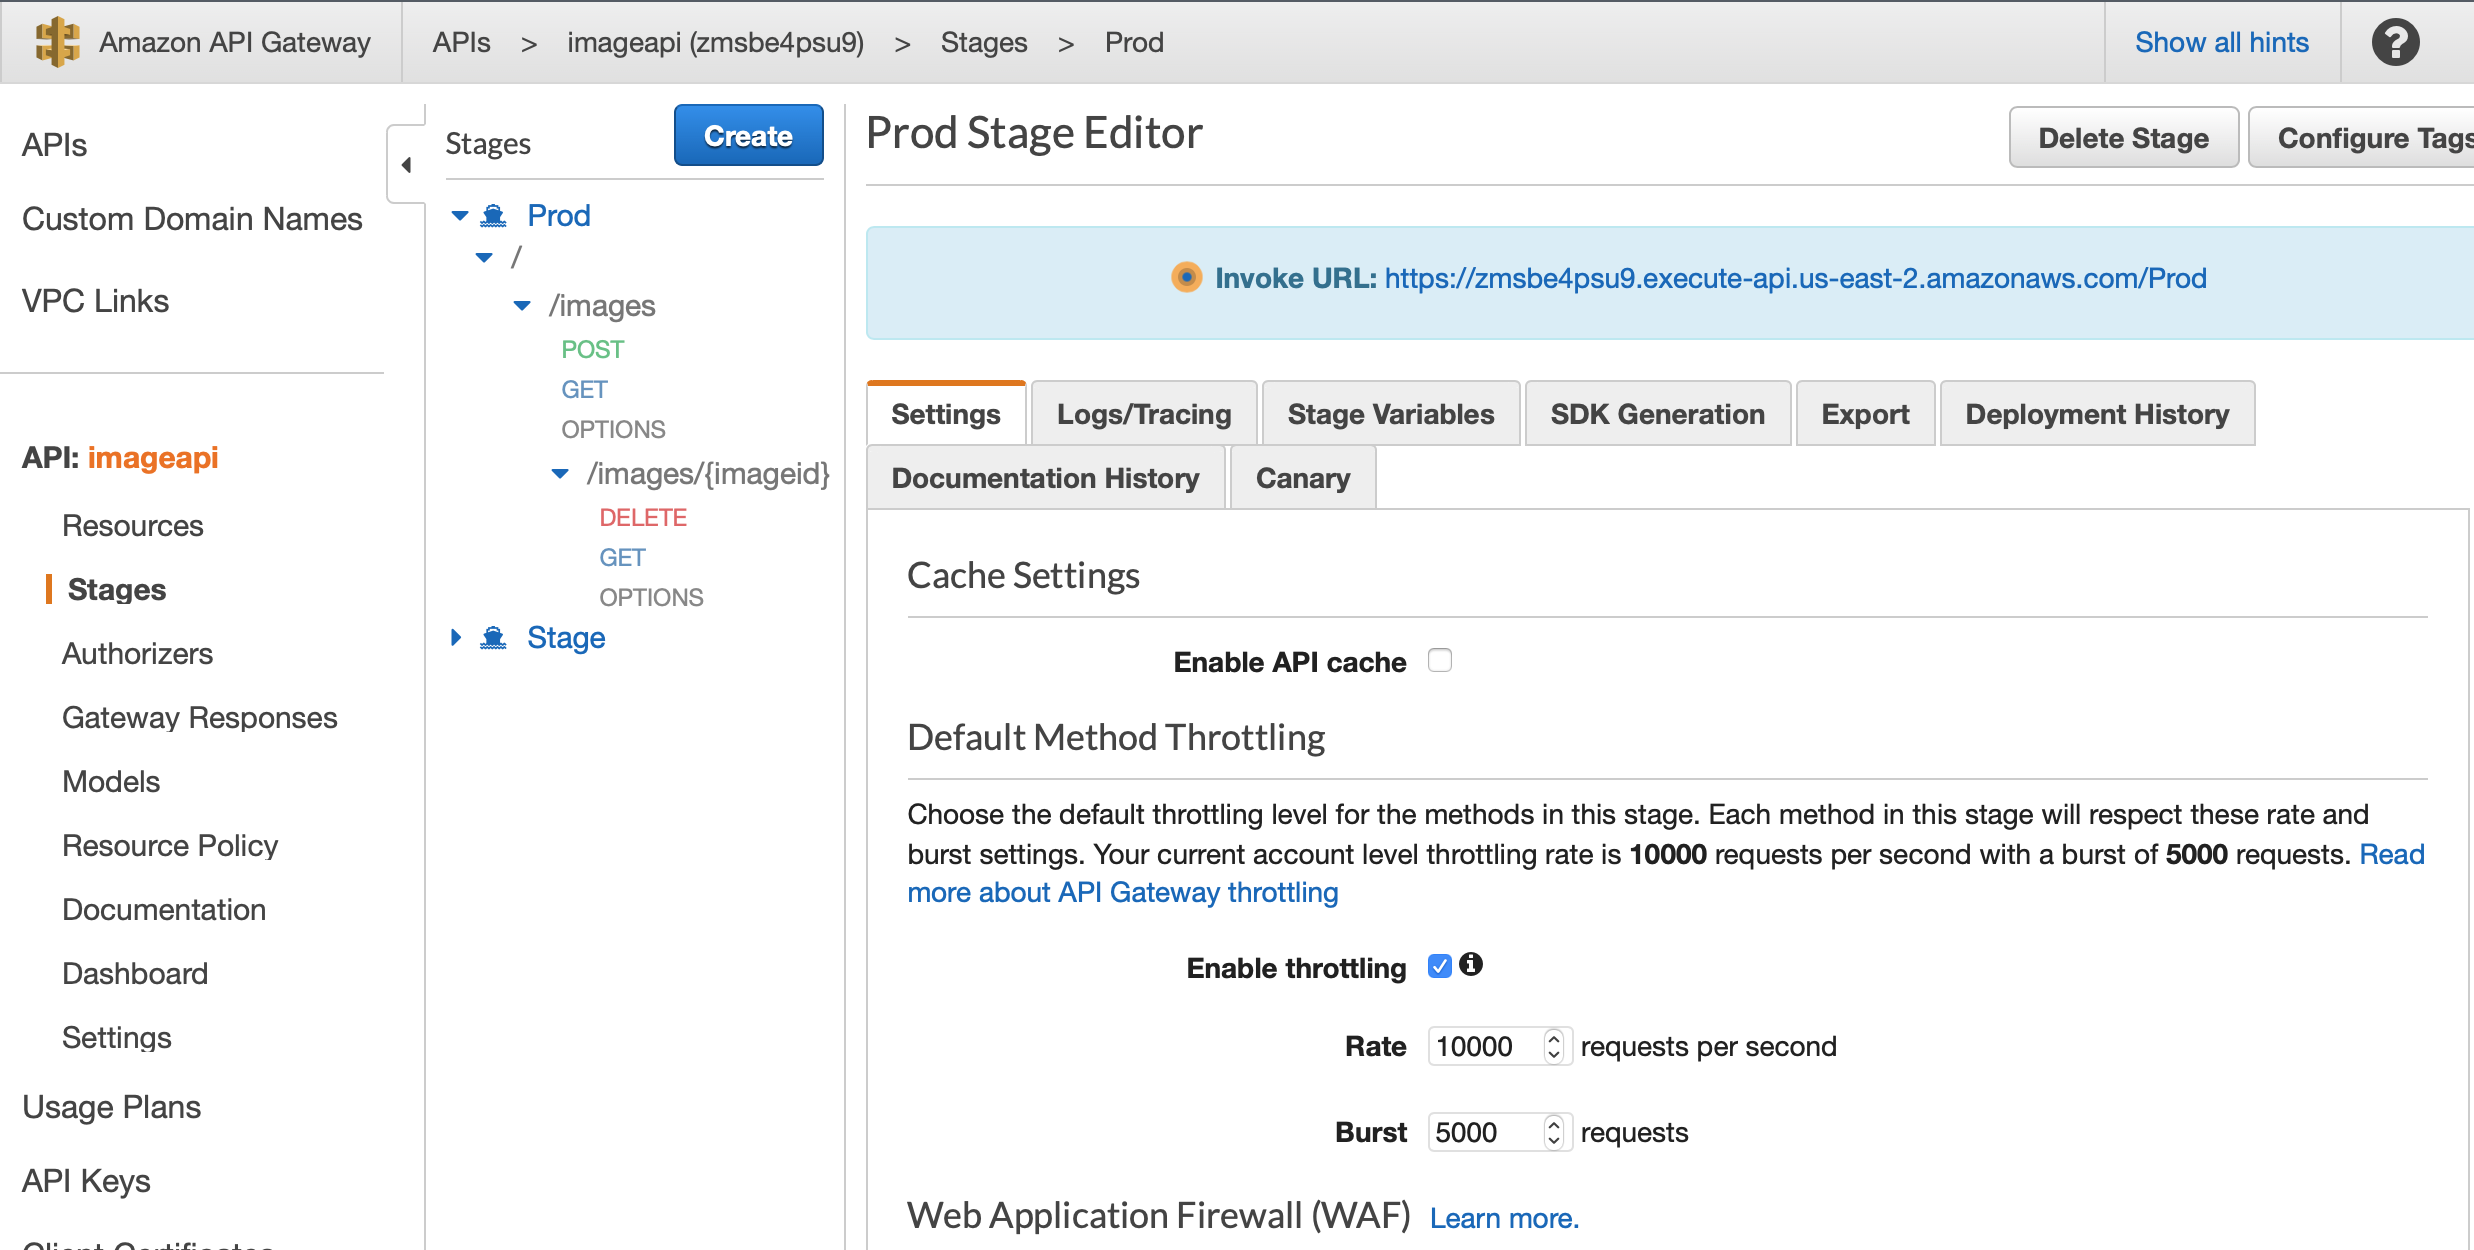 Amazon API Gateway
APIs > imageapi (zmsbe4psu9) > Stages > Prod
Show all hints
?
APIs
Custom Domain Names
VPC Links
API: imageapi
Resources
Stages
Authorizers
Gateway Responses
Models
Resource Policy
Documentation
Dashboard
Settings
Usage Plans
API Keys
Client Certificates
Stages
Create
Prod
/
/images
POST
GET
OPTIONS
/images/{imageid}
DELETE
GET
OPTIONS
Stage
Prod Stage Editor
Delete Stage
Configure Tags
Invoke URL: https://zmsbe4psu9.execute-api.us-east-2.amazonaws.com/Prod
Settings
Logs/Tracing
Stage Variables
SDK Generation
Export
Deployment History
Documentation History
Canary
Cache Settings
Enable API cache
Default Method Throttling
Choose the default throttling level for the methods in this stage. Each method in this stage will respect these rate and
burst settings. Your current account level throttling rate is 10000 requests per second with a burst of 5000 requests. Read
more about API Gateway throttling
Enable throttling
Rate 10000 requests per second
Burst 5000 requests
Web Application Firewall (WAF) Learn more.